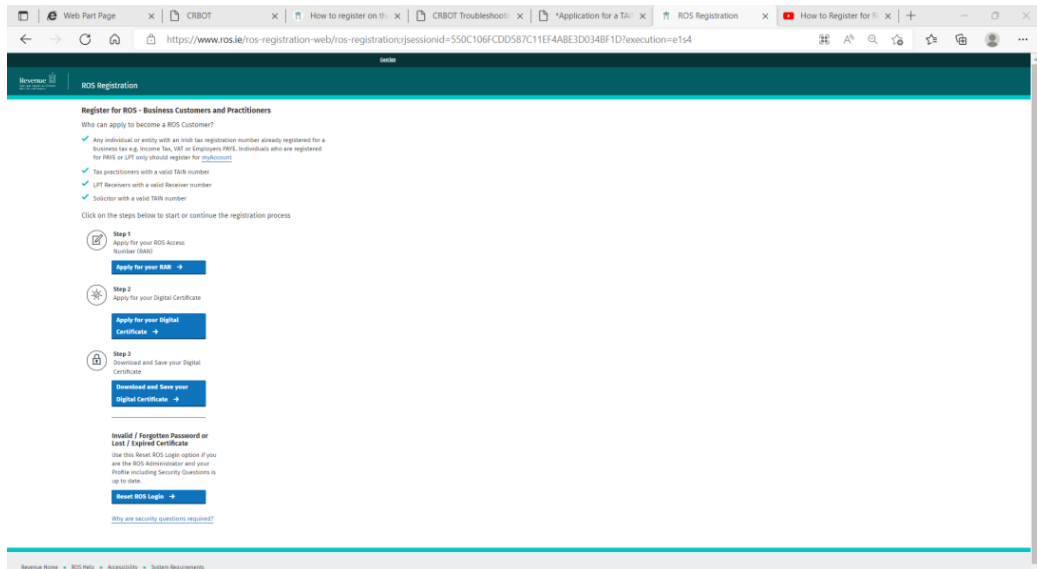 Web Part Page
CRBOT
How to register on th
CRBOT Troubleshooti
*Application for a TAI
ROS Registration
How to Register for R
https://www.ros.ie/ros-registration-web/ros-registration;rjsessionid=550C106FCDD587C11EF4ABE3D034BF1D?execution=e1s4
Gaeilge
Revenue
ROS Registration
Register for ROS - Business Customers and Practitioners
Who can apply to become a ROS Customer?
Any individual or entity with an Irish tax registration number already registered for a
business tax e.g. Income Tax, VAT or Employers PAYE. Individuals who are registered
for PAYE or LPT only should register for myAccount
Tax practitioners with a valid TAIN number
LPT Receivers with a valid Receiver number
Solicitor with a valid TAIN number
Click on the steps below to start or continue the registration process
Step 1
Apply for your ROS Access
Number (RAN)
Apply for your RAN →
Step 2
Apply for your Digital Certificate
Apply for your Digital
Certificate →
Step 3
Download and Save your Digital
Certificate
Download and Save your
Digital Certificate →
Invalid / Forgotten Password or
Lost / Expired Certificate
Use this Reset ROS Login option if you
are the ROS Administrator and your
Profile including Security Questions is
up to date.
Reset ROS Login →
Why are security questions required?
Revenue Home • ROS Help • Accessibility • System Requirements